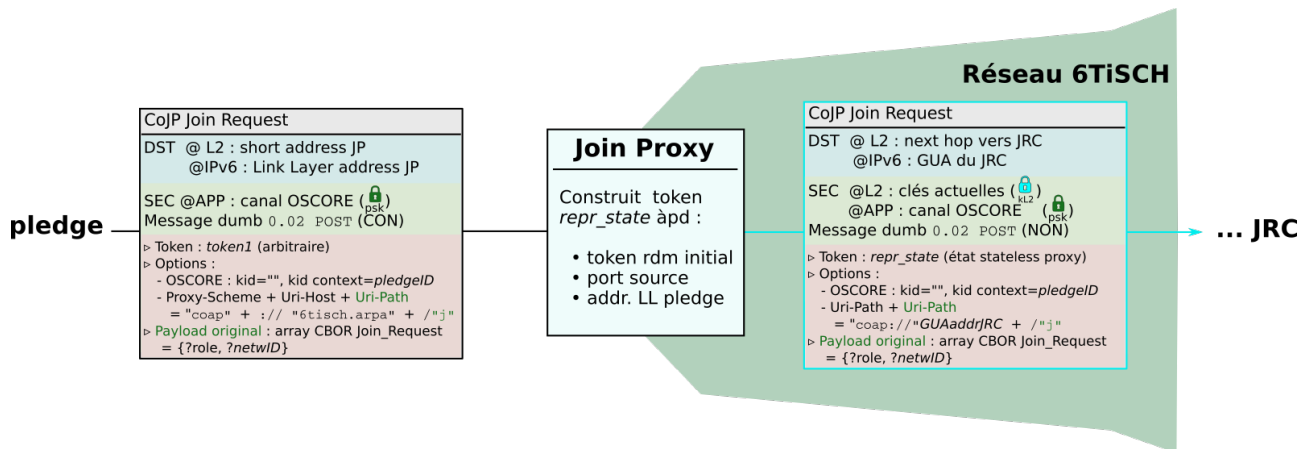 pledge
CoJP Join Request
DST @ L2 : short address JP
@IPv6 : Link Layer address JP
SEC @APP : canal OSCORE (psk)
Message dumb 0.02 POST (CON)
▹ Token : token1 (arbitraire)
▹ Options :
- OSCORE : kid="", kid context=pledgeID
- Proxy-Scheme + Uri-Host + Uri-Path
= "coap" + :// "6tisch.arpa" + /"j"
▹ Payload original : array CBOR Join_Request
= {?role, ?netwID}
Join Proxy
Construit token
repr_state àpd :
• token rdm initial
• port source
• addr. LL pledge
Réseau 6TiSCH
CoJP Join Request
DST @ L2 : next hop vers JRC
@IPv6 : GUA du JRC
SEC @L2 : clés actuelles (kL2)
@APP : canal OSCORE (psk)
Message dumb 0.02 POST (NON)
▹ Token : repr_state (état stateless proxy)
▹ Options :
- OSCORE : kid="", kid context=pledgeID
- Uri-Path + Uri-Path
= "coap://"GUAaddrJRC + /"j"
▹ Payload original : array CBOR Join_Request
= {?role, ?netwID}
... JRC